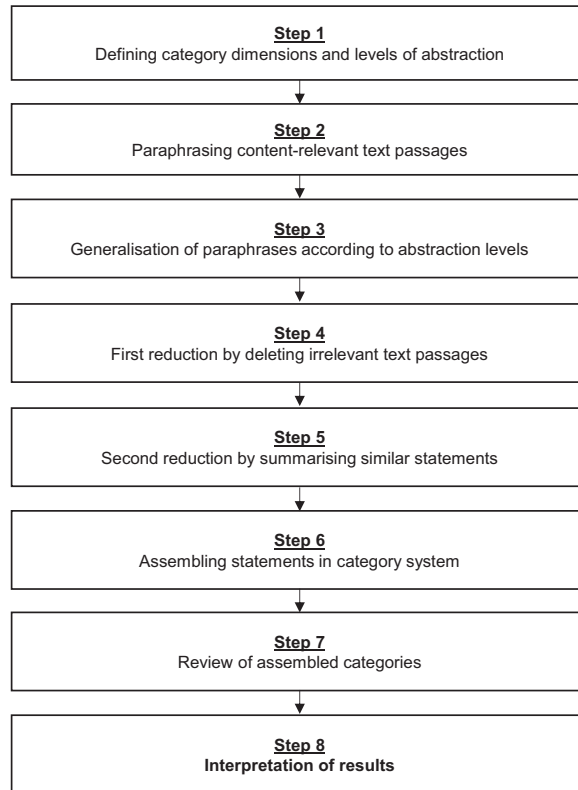 Step 1
Defining category dimensions and levels of abstraction
Step 2
Paraphrasing content-relevant text passages
Step 3
Generalisation of paraphrases according to abstraction levels
Step 4
First reduction by deleting irrelevant text passages
Step 5
Second reduction by summarising similar statements
Step 6
Assembling statements in category system
Step 7
Review of assembled categories
Step 8
Interpretation of results